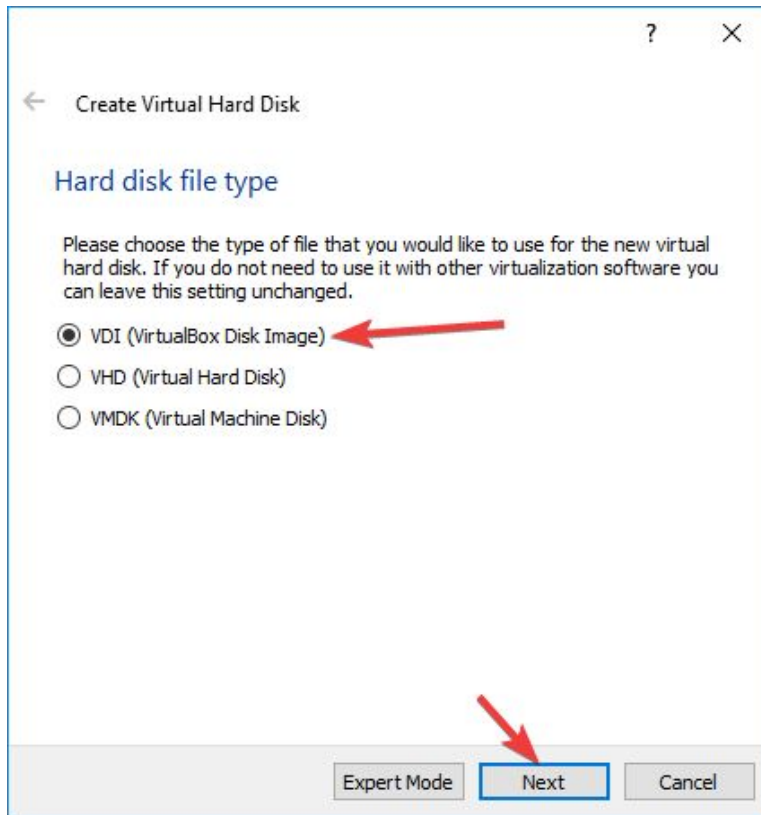 ?
Create Virtual Hard Disk
Hard disk file type
Please choose the type of file that you would like to use for the new virtual
hard disk. If you do not need to use it with other virtualization software you
can leave this setting unchanged.
VDI (VirtualBox Disk Image)
VHD (Virtual Hard Disk)
VMDK (Virtual Machine Disk)
Expert Mode Next Cancel